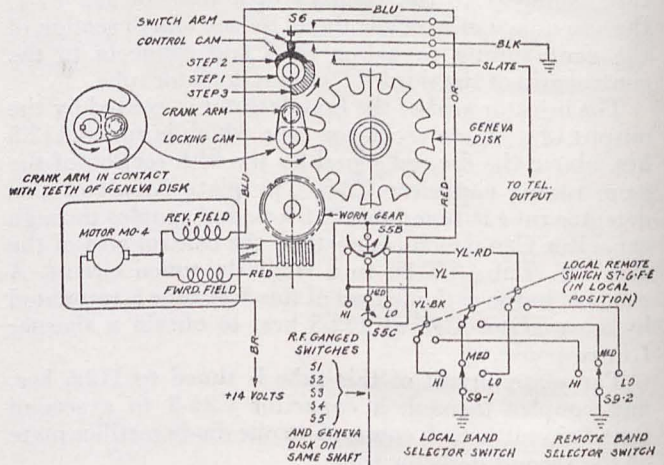 BLU
S6
SWITCH ARM
CONTROL CAM
STEP 2
STEP 1
STEP 3
CRANK ARM
LOCKING CAM
BLK
SLATE
OR
GENEVA
DISK
TO TEL.
OUTPUT
CRANK ARM IN CONTACT
WITH TEETH OF GENEVA DISK
BLU
RED
WORM GEAR
S5B
MOTOR MO-4
REV. FIELD
RED
FWRD. FIELD
YL-RD
YL
YL-BK
MED
HI
LO
S5C
LOCAL REMOTE
SWITCH S7-G-F-E
(IN LOCAL
POSITION)
BR
+14 VOLTS
R.F. GANGED
SWITCHES
S1
S2
S3
S4
S5
AND GENEVA
DISK ON
SAME SHAFT
HI
MED
LO
S9-1
HI
MED
LO
S9-2
LOCAL BAND
SELECTOR SWITCH
REMOTE BAND
SELECTOR SWITCH